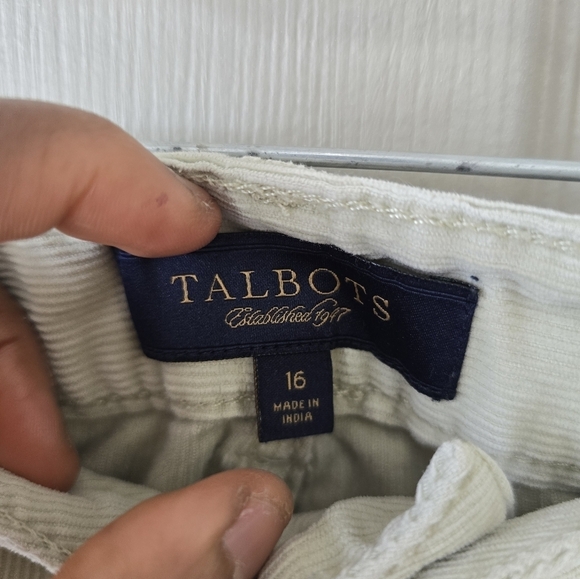 TALBOTS
Established 1947
16
MADE IN
INDIA